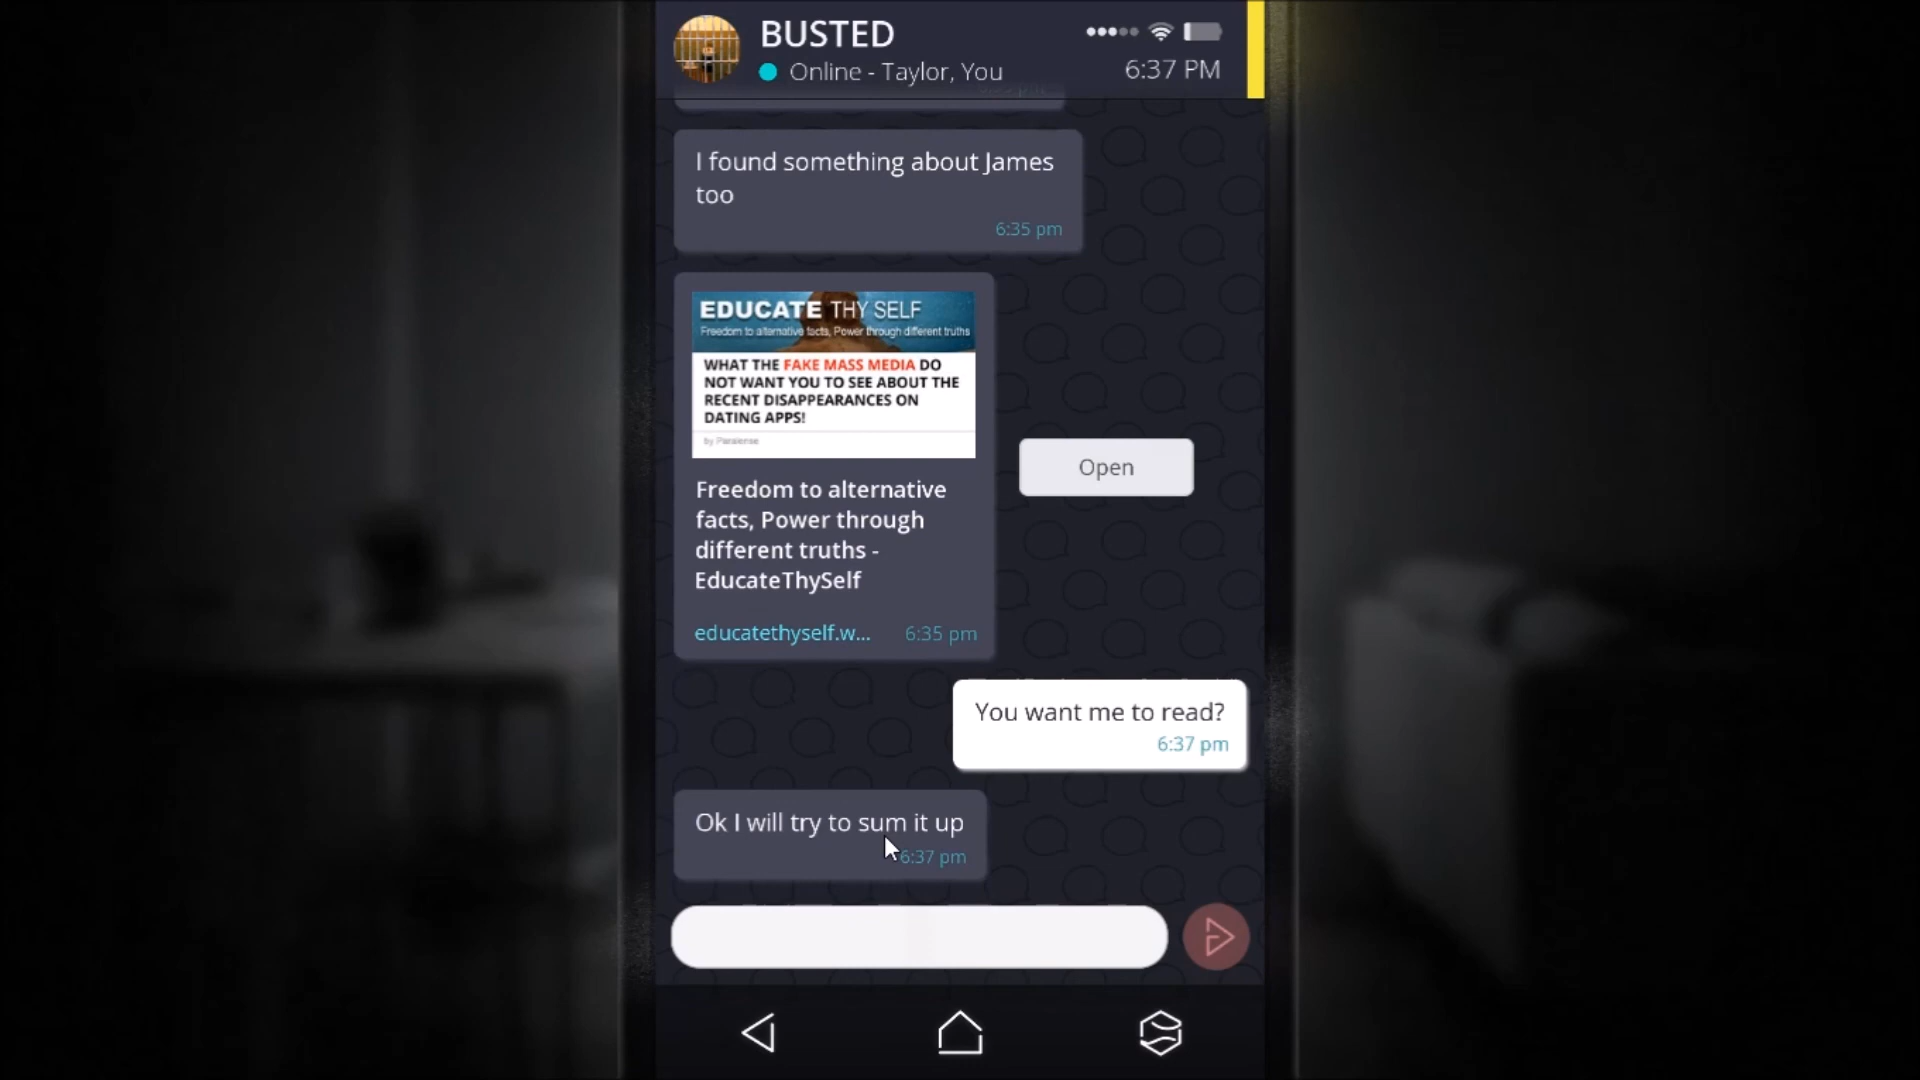 BUSTED
Online - Taylor, You
6:37 PM
I found something about James
too
6:35 pm
EDUCATE THY SELF
Freedom to alternative facts, Power through different truths
WHAT THE FAKE MASS MEDIA DO
NOT WANT YOU TO SEE ABOUT THE
RECENT DISAPPEARANCES ON
DATING APPS!
Open
Freedom to alternative
facts, Power through
different truths -
EducateThySelf
educatethyself.w...
6:35 pm
You want me to read?
6:37 pm
Ok I will try to sum it up
6:37 pm